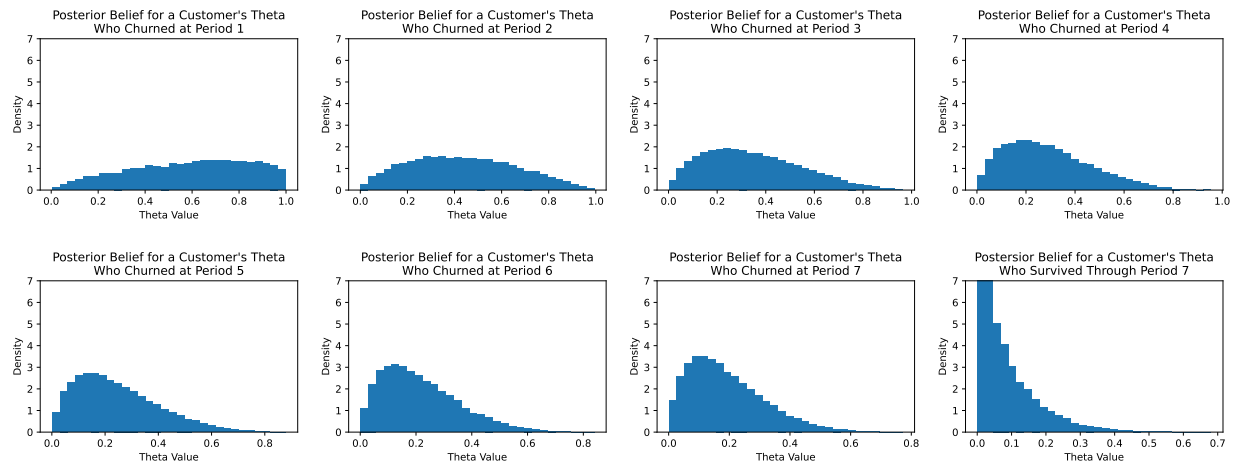 Posterior Belief for a Customer's Theta
Who Churned at Period 1
7
6
5
4
3
2
1
0
Density
0.0 0.2 0.4 0.6 0.8 1.0
Theta Value
Posterior Belief for a Customer's Theta
Who Churned at Period 2
7
6
5
4
3
2
1
0
Density
0.0 0.2 0.4 0.6 0.8 1.0
Theta Value
Posterior Belief for a Customer's Theta
Who Churned at Period 3
7
6
5
4
3
2
1
0
Density
0.0 0.2 0.4 0.6 0.8 1.0
Theta Value
Posterior Belief for a Customer's Theta
Who Churned at Period 4
7
6
5
4
3
2
1
0
Density
0.0 0.2 0.4 0.6 0.8 1.0
Theta Value
Posterior Belief for a Customer's Theta
Who Churned at Period 5
7
6
5
4
3
2
1
0
Density
0.0 0.2 0.4 0.6 0.8
Theta Value
Posterior Belief for a Customer's Theta
Who Churned at Period 6
7
6
5
4
3
2
1
0
Density
0.0 0.2 0.4 0.6 0.8
Theta Value
Posterior Belief for a Customer's Theta
Who Churned at Period 7
7
6
5
4
3
2
1
0
Density
0.0 0.2 0.4 0.6 0.8
Theta Value
Postersior Belief for a Customer's Theta
Who Survived Through Period 7
7
6
5
4
3
2
1
0
Density
0.0 0.1 0.2 0.3 0.4 0.5 0.6 0.7
Theta Value